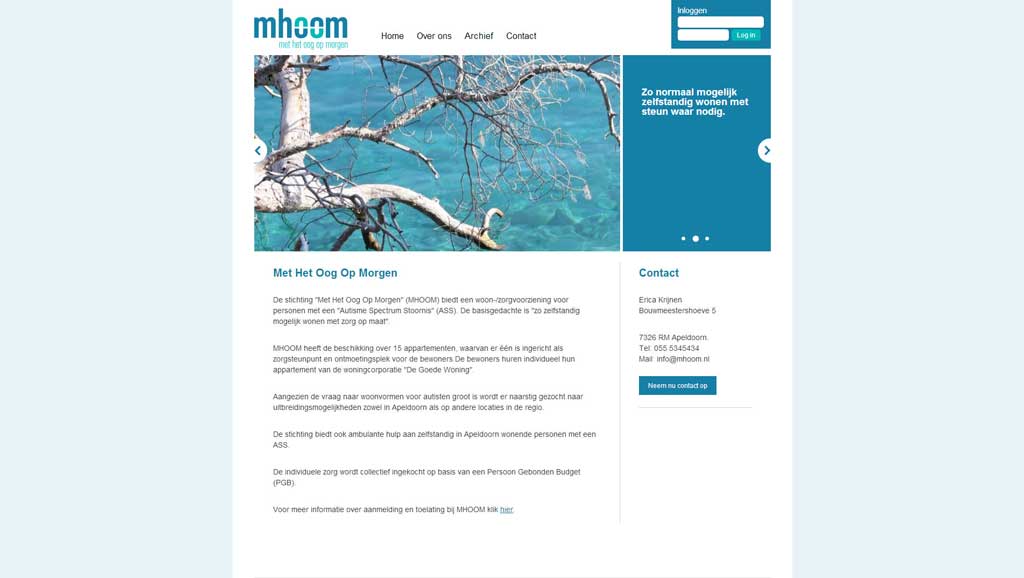 mhoom
met het oog op morgen
Home Over ons Archief Contact
Inloggen
Log in
Zo normaal mogelijk
zelfstandig wonen met
steun waar nodig.
Met Het Oog Op Morgen
De stichting "Met Het Oog Op Morgen" (MHOOM) biedt een woon-/zorgvoorziening voor
personen met een "Autisme Spectrum Stoornis" (ASS). De basisgedachte is "zo zelfstandig
mogelijk wonen met zorg op maat".
MHOOM heeft de beschikking over 15 appartementen, waarvan er één is ingericht als
zorgsteunpunt en ontmoetingsplek voor de bewoners.De bewoners huren individueel hun
appartement van de woningcorporatie "De Goede Woning".
Aangezien de vraag naar woonvormen voor autisten groot is wordt er naarstig gezocht naar
uitbreidingsmogelijkheden zowel in Apeldoorn als op andere locaties in de regio.
De stichting biedt ook ambulante hulp aan zelfstandig in Apeldoorn wonende personen met een
ASS.
De individuele zorg wordt collectief ingekocht op basis van een Persoon Gebonden Budget
(PGB).
Voor meer informatie over aanmelding en toelating bij MHOOM klik hier.
Contact
Erica Krijnen
Bouwmeestershoeve 5
7326 RM Apeldoorn.
Tel: 055 5345434
Mail: info@mhoom.nl
Neem nu contact op